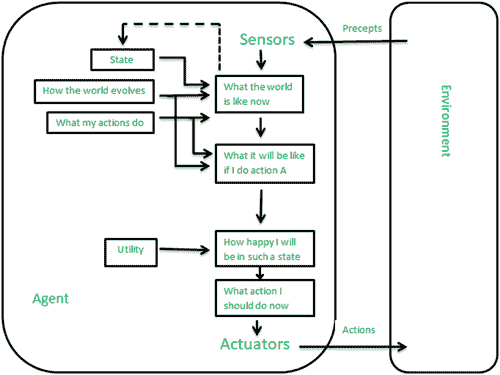 Sensors
Precepts
State
How the world evolves
What the world
is like now
What my actions do
What it will be like
if I do action A
Utility
How happy I will
be in such a state
What action I
should do now
Agent
Actuators
Actions
Environment